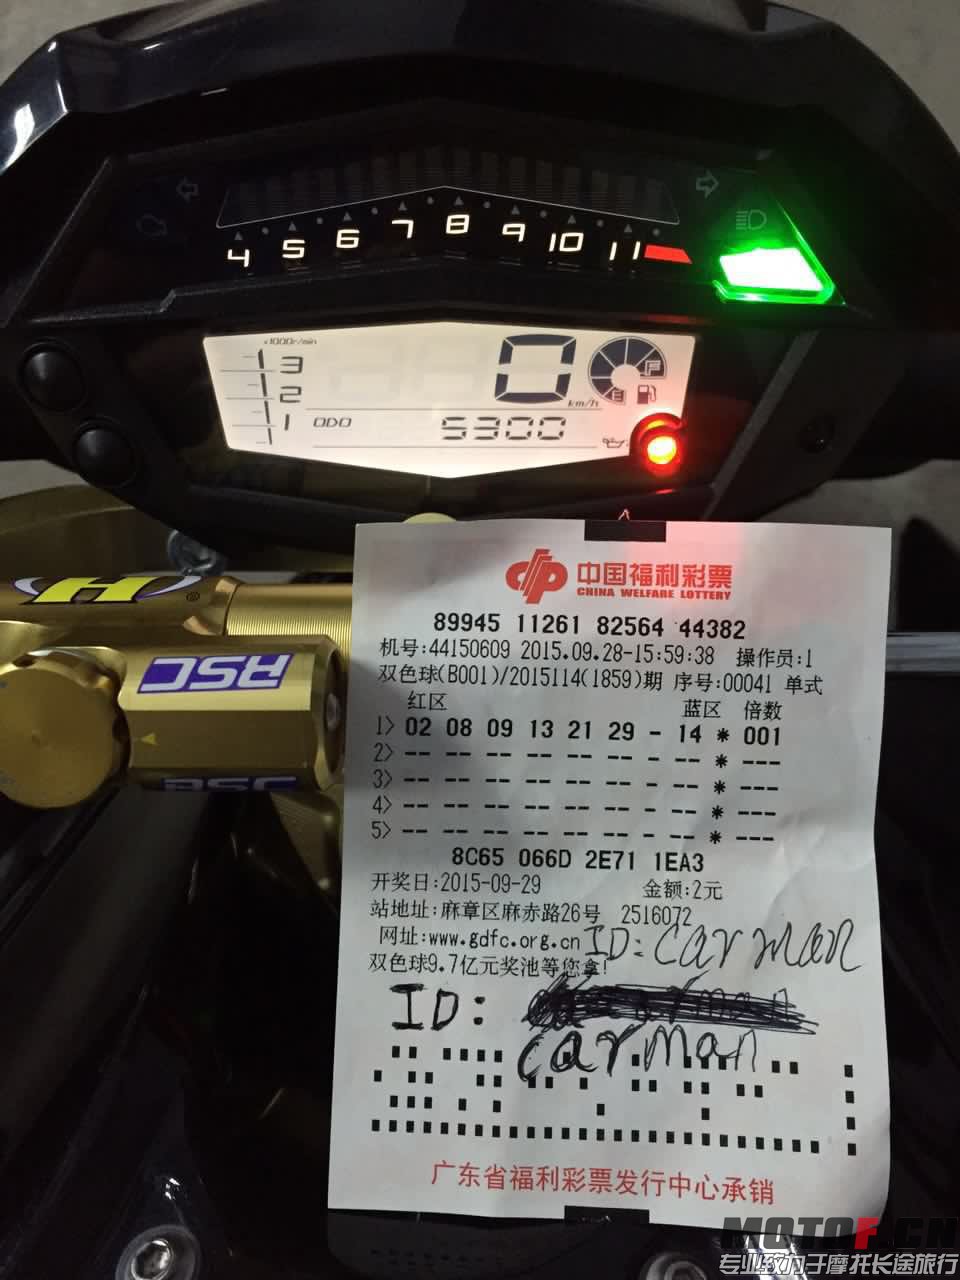 4 5 6 7 8 9 10 11
x1000r/min
3
2
1
0
km/h
F
E
ODO 5300
H ®
RSC
RSC
中国福利彩票
CHINA WELFARE LOTTERY
89945 11261 82564 44382
机号:44150609 2015.09.28-15:59:38 操作员:1
双色球(B001)/2015114(1859)期 序号:00041 单式
红区 蓝区 倍数
1> 02 08 09 13 21 29 - 14 * 001
2> -- -- -- -- -- -- - -- * ---
3> -- -- -- -- -- -- - -- * ---
4> -- -- -- -- -- -- - -- * ---
5> -- -- -- -- -- -- - -- * ---
8C65 066D 2E71 1EA3
开奖日:2015-09-29 金额:2元
站地址:麻章区麻赤路26号 2516072
网址:www.gdfc.org.cn ID:carman
双色球9.7亿元奖池等您拿!
ID:
carman
广东省福利彩票发行中心承销
MOTOF.CN
专业致力于摩托长途旅行